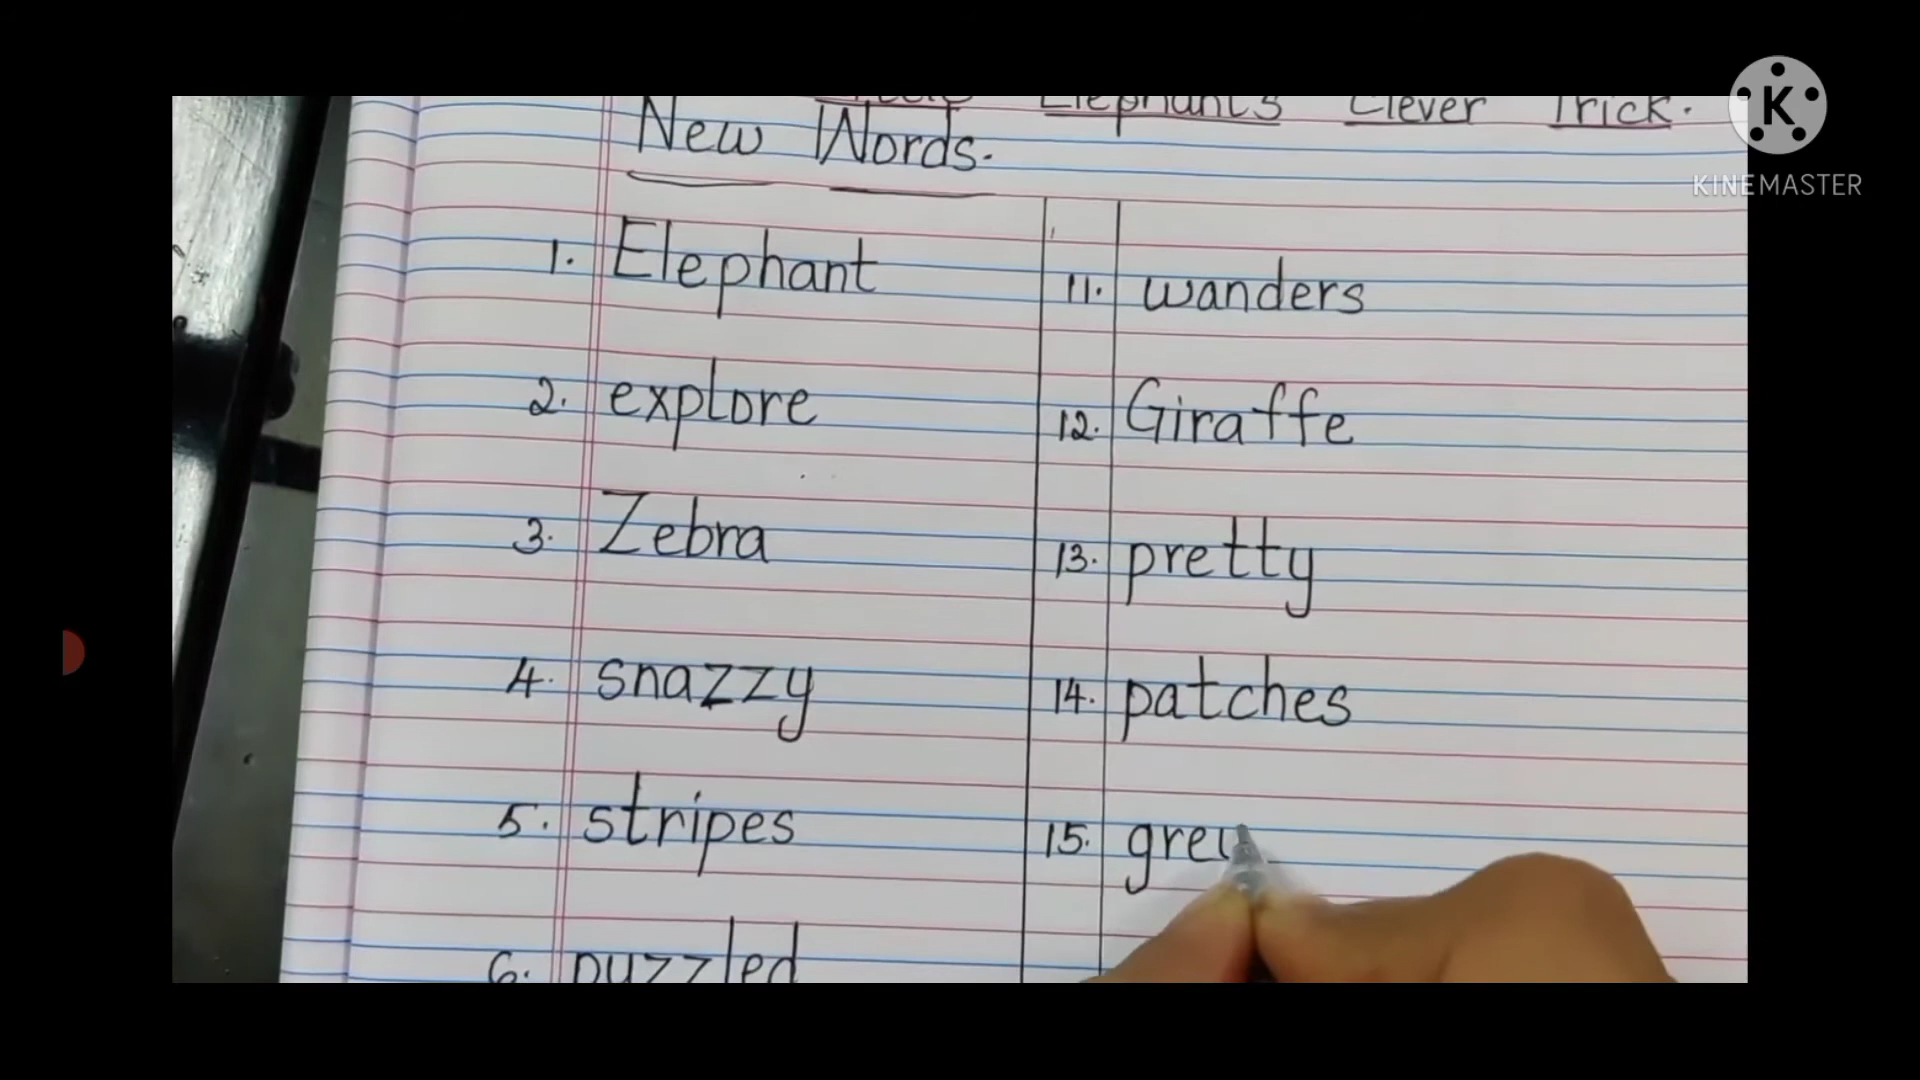 Elephant's Clever Trick.
New Words.
1. Elephant
2. explore
3. Zebra
4. snazzy
5. stripes
6. puzzled
11. wanders
12. Giraffe
13. pretty
14. patches
15.
K
KINEMASTER